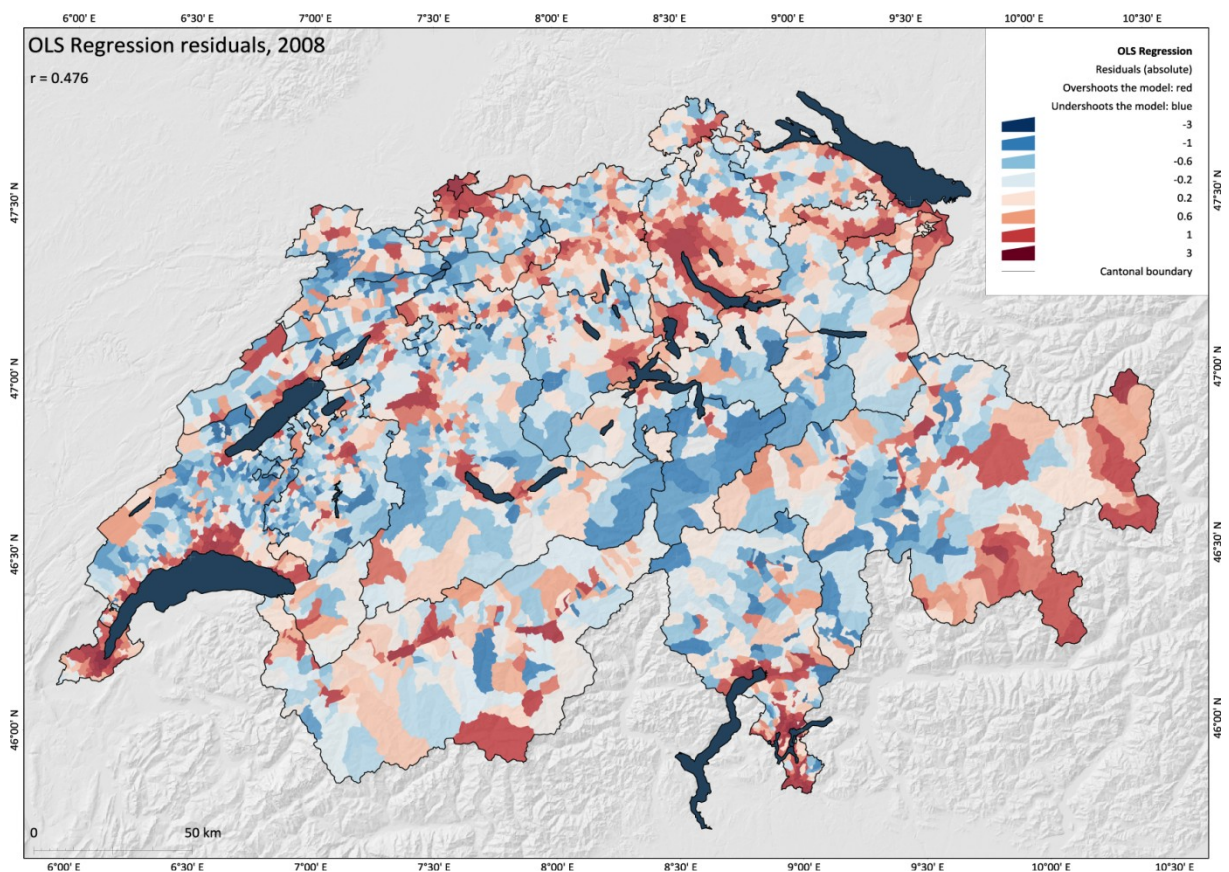 6°00' E 6°30' E 7°00' E 7°30' E 8°00' E 8°30' E 9°00' E 9°30' E 10°00' E 10°30' E
OLS Regression residuals, 2008
r = 0.476
OLS Regression
Residuals (absolute)
Overshoots the model: red
Undershoots the model: blue
-3
-1
-0.6
-0.2
0.2
0.6
1
3
Cantonal boundary
47°30' N
47°30' N
47°00' N
47°00' N
46°30' N
46°30' N
46°00' N
46°00' N
0 50 km
6°00' E 6°30' E 7°00' E 7°30' E 8°00' E 8°30' E 9°00' E 9°30' E 10°00' E 10°30' E